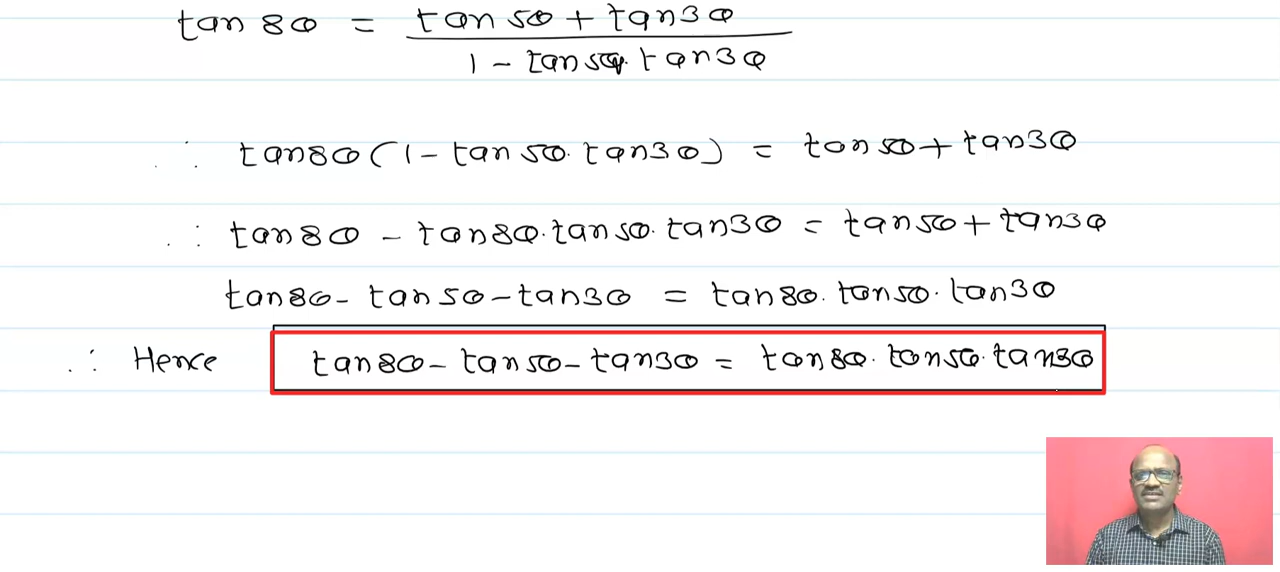 tan 8θ = tan 5θ + tan 3θ / 1 - tan 5θ. tan 3θ
∴ tan 8θ (1 - tan 5θ. tan 3θ) = tan 5θ + tan 3θ
∴ tan 8θ - tan 8θ. tan 5θ. tan 3θ = tan 5θ + tan 3θ
tan 8θ - tan 5θ - tan 3θ = tan 8θ. tan 5θ. tan 3θ
∴ Hence tan 8θ - tan 5θ - tan 3θ = tan 8θ. tan 5θ. tan 3θ